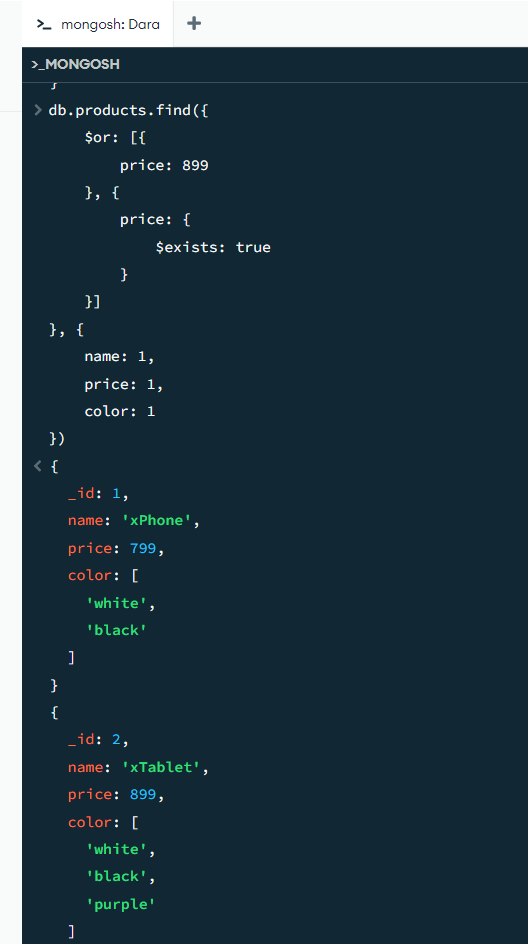 >_ mongosh: Dara +
>_MONGOSH
}
> db.products.find({
$or: [{
price: 899
}, {
price: {
$exists: true
}
}]
}, {
name: 1,
price: 1,
color: 1
})
< {
_id: 1,
name: 'xPhone',
price: 799,
color: [
'white',
'black'
]
}
{
_id: 2,
name: 'xTablet',
price: 899,
color: [
'white',
'black',
'purple'
]